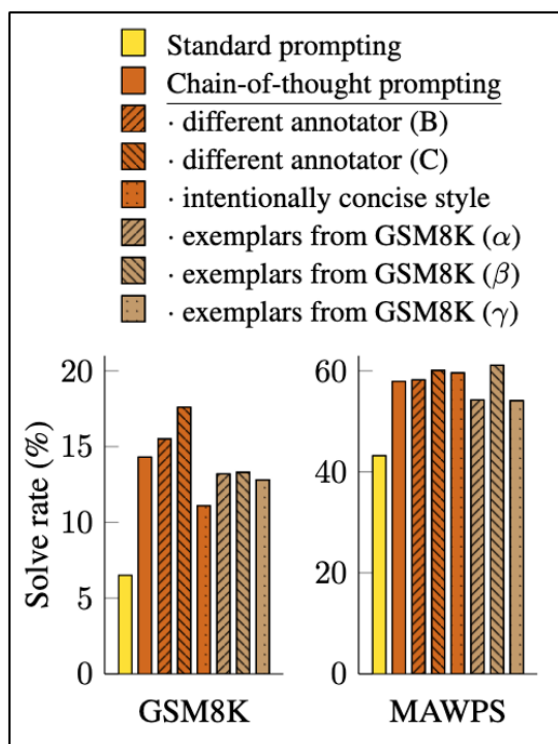 Standard prompting
Chain-of-thought prompting
· different annotator (B)
· different annotator (C)
· intentionally concise style
· exemplars from GSM8K (α)
· exemplars from GSM8K (β)
· exemplars from GSM8K (γ)
Solve rate (%)
20
15
10
5
0
GSM8K
60
40
20
0
MAWPS